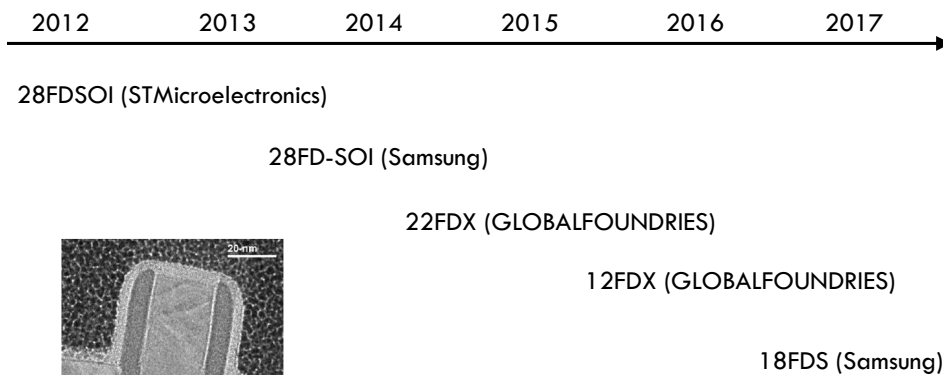 2012 2013 2014 2015 2016 2017
28FDSOI (STMicroelectronics)
28FD-SOI (Samsung)
22FDX (GLOBALFOUNDRIES)
20 nm
12FDX (GLOBALFOUNDRIES)
18FDS (Samsung)